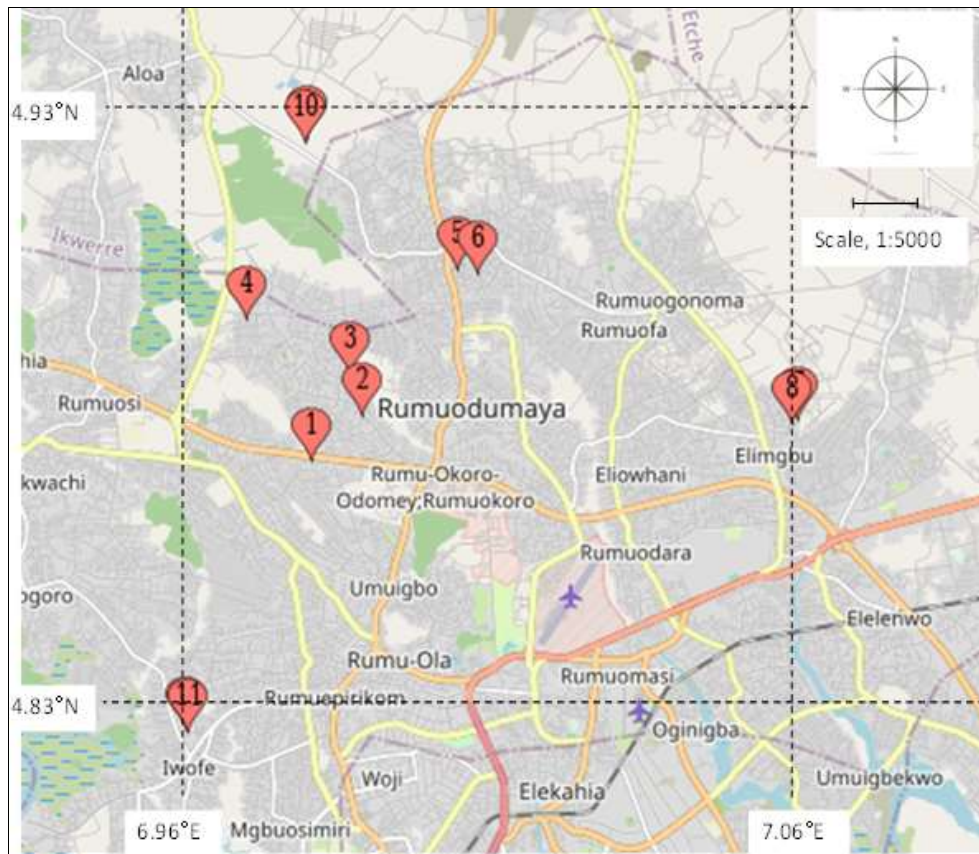 Etche
Aloa
N
W
E
S
4.93°N
10
Ikwerre
5
6
Scale, 1:5000
4
Rumuogonoma
Rumuofa
3
hia
2
8
Rumuosi
Rumuodumaya
1
Elimgbu
kwachi
Rumu-Okoro-
Odomey;Rumuokoro
Eliowhani
Rumuodara
ogoro
Umuigbo
Elelenwo
Rumu-Ola
Rumuomasi
11
Rumuepirikom
4.83°N
Oginigba
Iwofe
Woji
Umuigbekwo
Elekahia
6.96°E
Mgbuosimiri
7.06°E